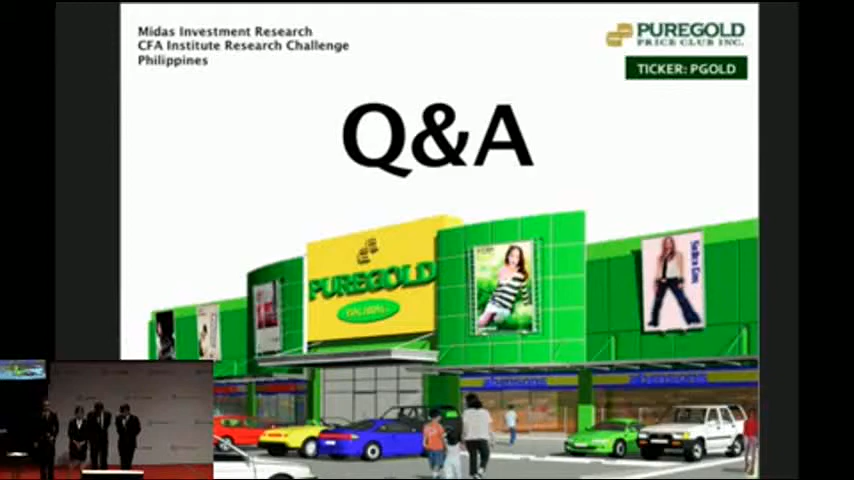 Midas Investment Research
CFA Institute Research Challenge
Philippines
PUREGOLD
PRICE CLUB INC.
TICKER: PGOLD
Q&A
PUREGOLD